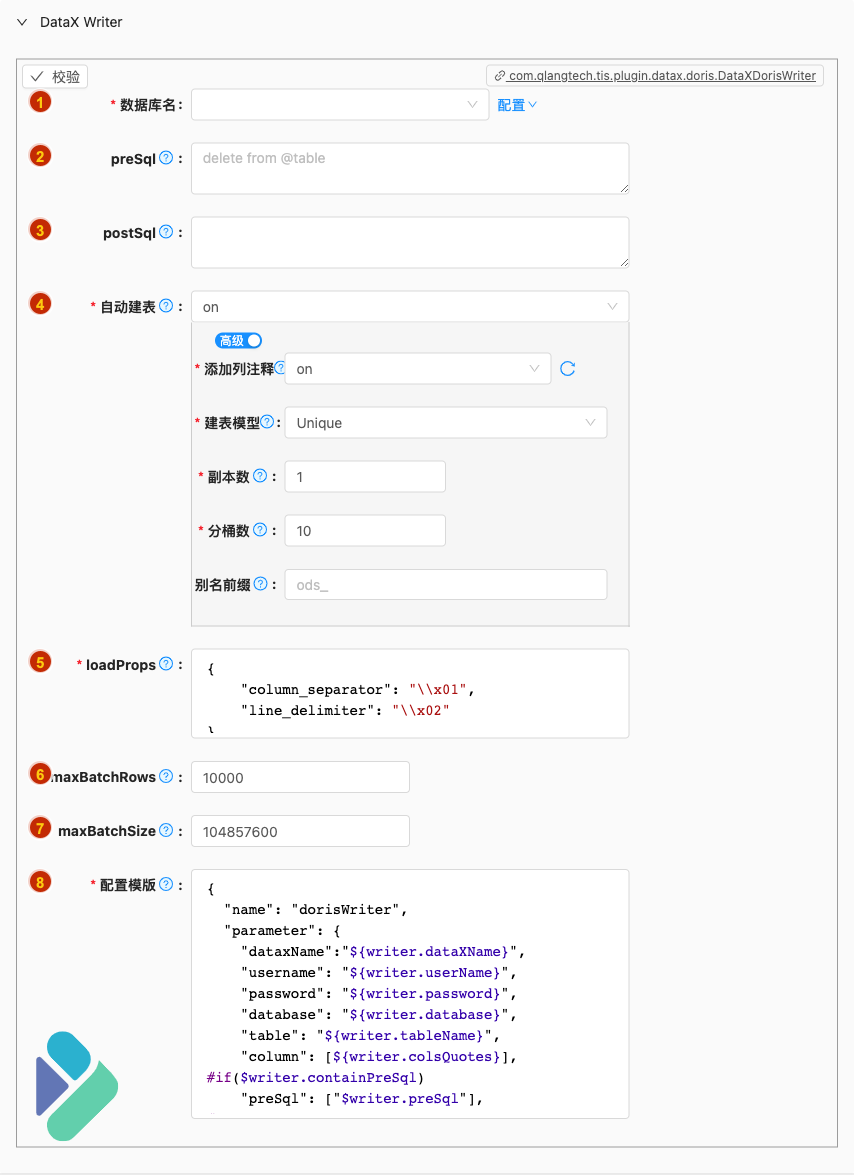 DataX Writer
校验
com.qlangtech.tis.plugin.datax.doris.DataXDorisWriter
1 * 数据库名: 配置
2 preSql ? : delete from @table
3 postSql ? :
4 * 自动建表 ? : on
高级
* 添加列注释 ? on
* 建表模型 ? : Unique
* 副本数 ? : 1
* 分桶数 ? : 10
别名前缀 ? : ods_
5 * loadProps ? : {
"column_separator": "\\x01",
"line_delimiter": "\\x02"
}
6 maxBatchRows ? : 10000
7 maxBatchSize ? : 104857600
8 * 配置模版 ? : {
"name": "dorisWriter",
"parameter": {
"dataxName":"${writer.dataXName}",
"username": "${writer.userName}",
"password": "${writer.password}",
"database": "${writer.database}",
"table": "${writer.tableName}",
"column": [${writer.colsQuotes}],
#if($writer.containPreSql)
"preSql": ["$writer.preSql"],